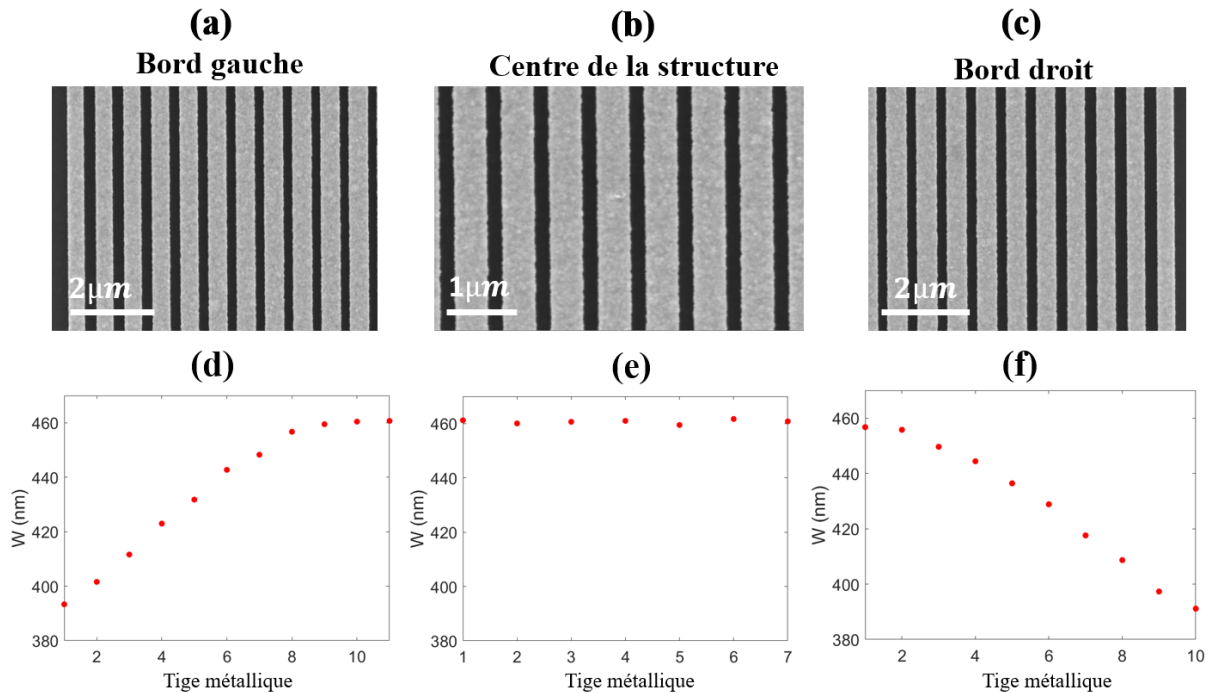 (a)
Bord gauche
(b)
Centre de la structure
(c)
Bord droit
2μm
1μm
2μm
(d)
460
440
420
400
380
W (nm)
2
4
6
8
10
Tige métallique
(e)
460
440
420
400
380
W (nm)
1
2
3
4
5
6
7
Tige métallique
(f)
460
440
420
400
380
W (nm)
2
4
6
8
10
Tige métallique